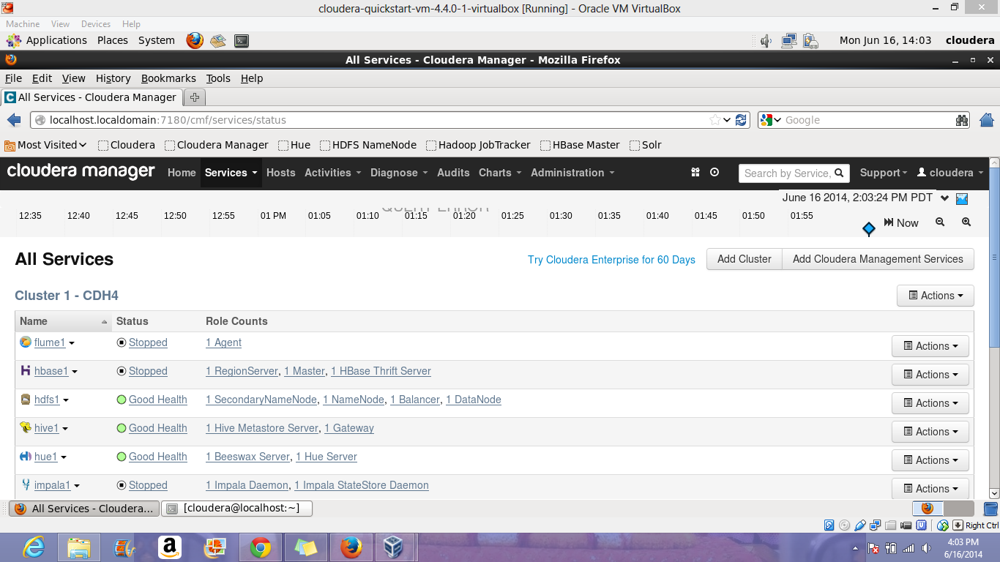 cloudera-quickstart-vm-4.4.0-1-virtualbox [Running] - Oracle VM VirtualBox
Machine View Devices Help
Applications Places System Mon Jun 16, 14:03 cloudera
All Services - Cloudera Manager - Mozilla Firefox
File Edit View History Bookmarks Tools Help
All Services - Cloudera Manager
localhost.localdomain:7180/cmf/services/status Google
Most Visited Cloudera Cloudera Manager Hue HDFS NameNode Hadoop JobTracker HBase Master Solr
cloudera manager Home Services Hosts Activities Diagnose Audits Charts Administration Search by Service, Support cloudera
June 16 2014, 2:03:24 PM PDT
QUERY ERROR
12:35 12:40 12:45 12:50 12:55 01 PM 01:05 01:10 01:15 01:20 01:25 01:30 01:35 01:40 01:45 01:50 01:55 Now
All Services Try Cloudera Enterprise for 60 Days Add Cluster Add Cloudera Management Services
Cluster 1 - CDH4 Actions
Name Status Role Counts
flume1 Stopped 1 Agent Actions
hbase1 Stopped 1 RegionServer, 1 Master, 1 HBase Thrift Server Actions
hdfs1 Good Health 1 SecondaryNameNode, 1 NameNode, 1 Balancer, 1 DataNode Actions
hive1 Good Health 1 Hive Metastore Server, 1 Gateway Actions
hue1 Good Health 1 Beeswax Server, 1 Hue Server Actions
impala1 Stopped 1 Impala Daemon, 1 Impala StateStore Daemon Actions
All Services - Cloudera... [cloudera@localhost:~]
Right Ctrl
4:03 PM
6/16/2014